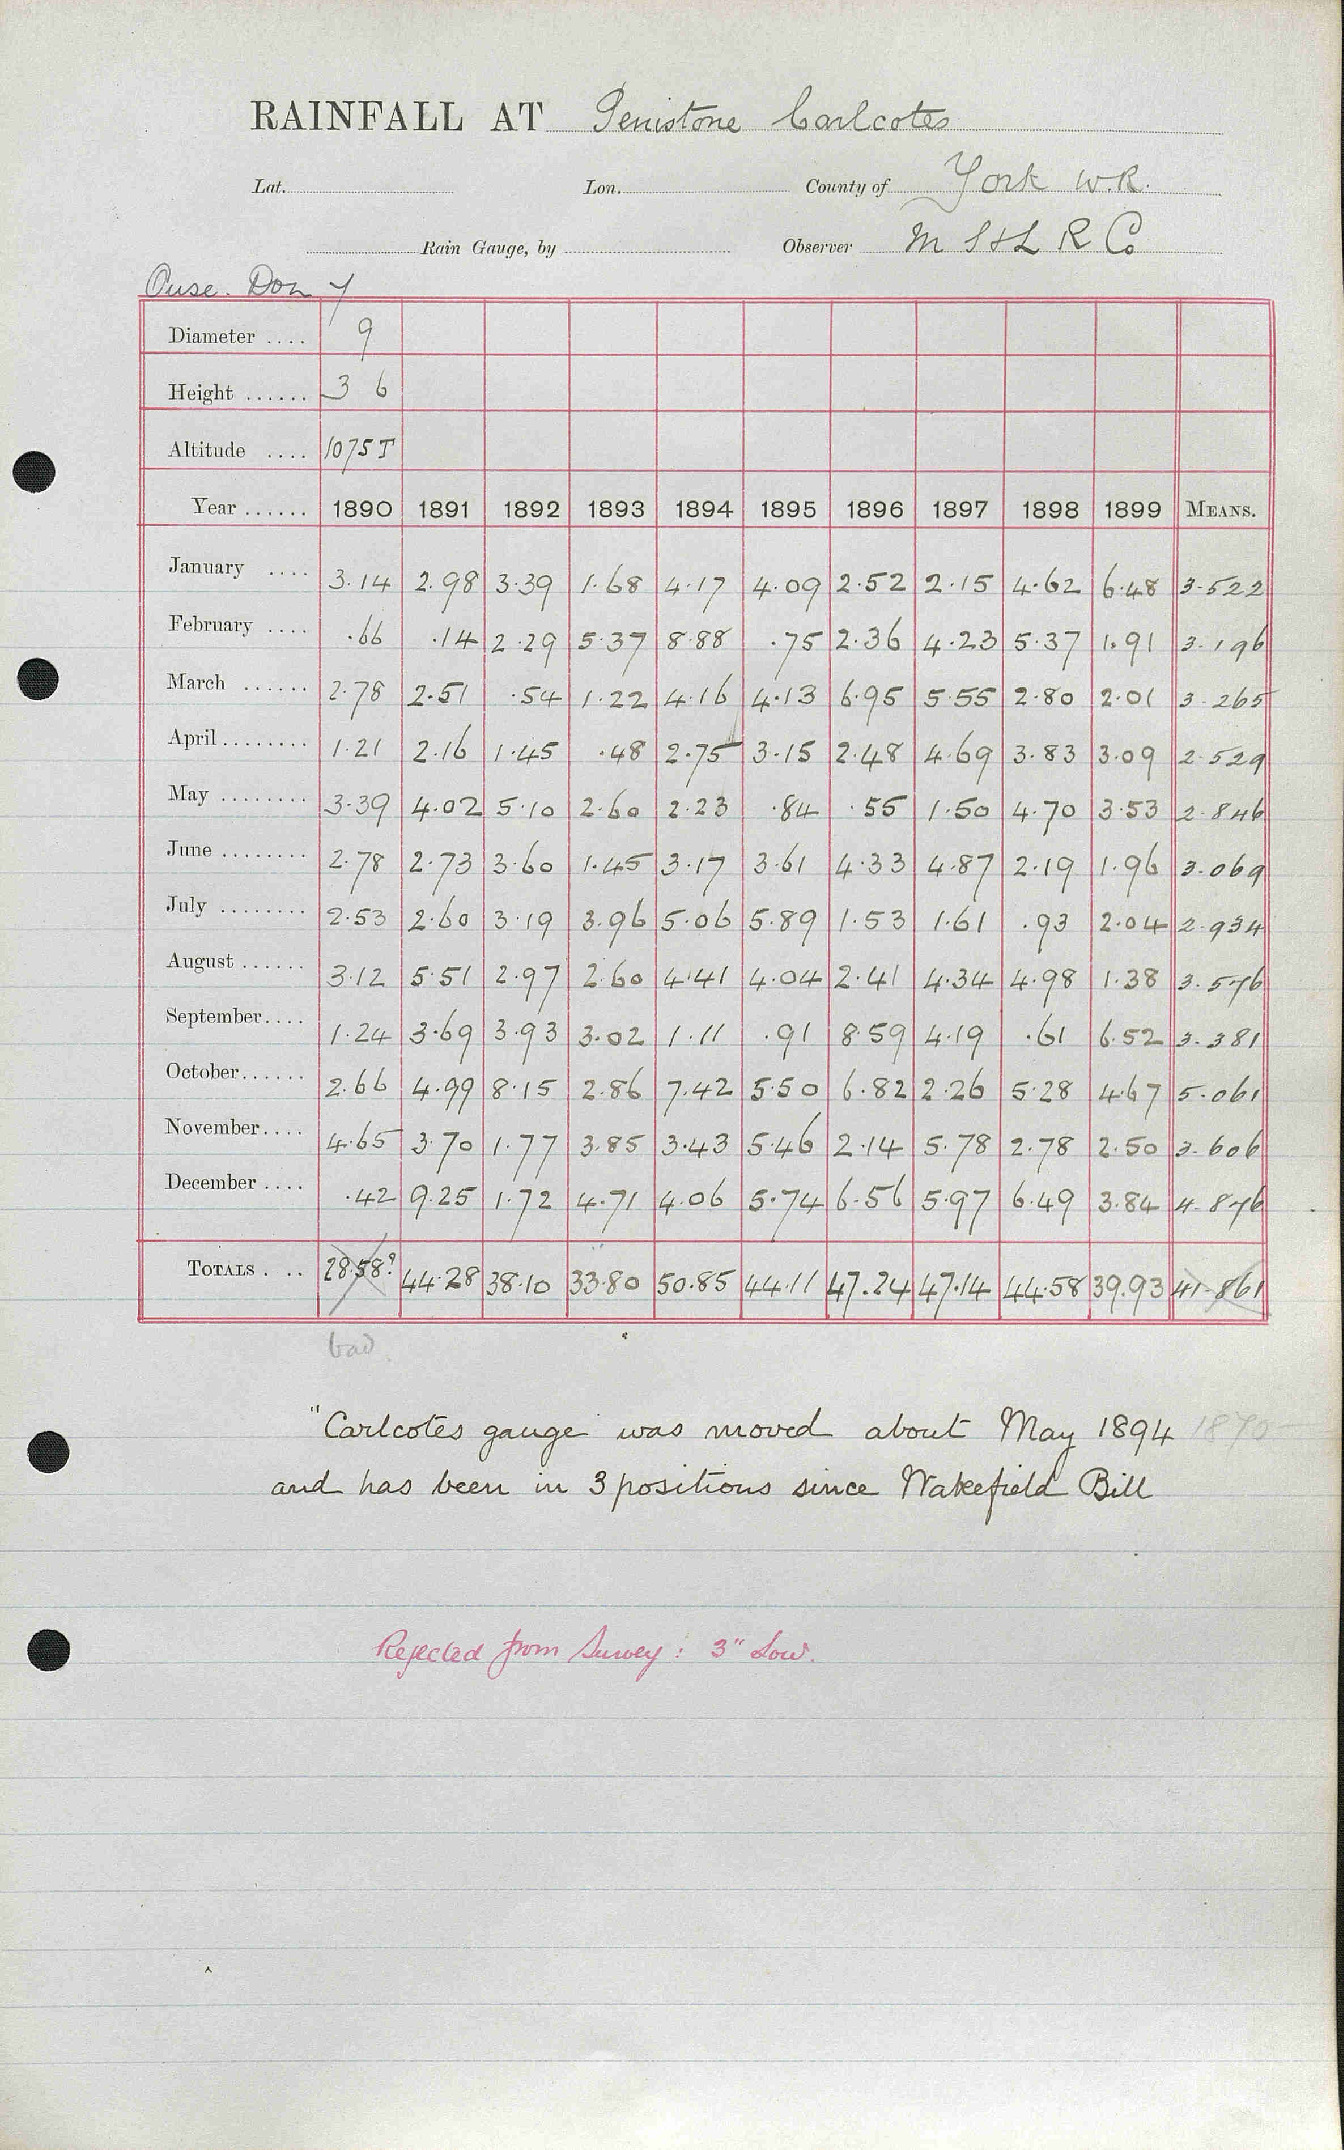 RAINFALL AT Penistone Carlcotes
Lat. Lon. County of York W.R.
Rain Gauge, by Observer M S & L R Co
Ouse. Don
Diameter .... 9
Height ...... 3 6
Altitude .... 1075 T
Year ...... 1890 1891 1892 1893 1894 1895 1896 1897 1898 1899 MEANS.
January .... 3.14 2.98 3.39 1.68 4.17 4.09 2.52 2.15 4.62 6.48 3.522
February .... .66 .14 2.29 5.37 8.88 .75 2.36 4.23 5.37 1.91 3.196
March ...... 2.78 2.51 .54 1.22 4.16 4.13 6.95 5.55 2.80 2.01 3.265
April ........ 1.21 2.16 1.45 .48 2.75 3.15 2.48 4.69 3.83 3.09 2.529
May ........ 3.39 4.02 5.10 2.60 2.23 .84 .55 1.50 4.70 3.53 2.846
June ........ 2.78 2.73 3.60 1.45 3.17 3.61 4.33 4.87 2.19 1.96 3.069
July ........ 2.53 2.60 3.19 3.96 5.06 5.89 1.53 1.61 .93 2.04 2.934
August ...... 3.12 5.51 2.97 2.60 4.41 4.04 2.41 4.34 4.98 1.38 3.576
September.... 1.24 3.69 3.93 3.02 1.11 .91 8.59 4.19 .61 6.52 3.381
October...... 2.66 4.99 8.15 2.86 7.42 5.50 6.82 2.26 5.28 4.67 5.061
November.... 4.65 3.70 1.77 3.85 3.43 5.46 2.14 5.78 2.78 2.50 3.606
December .... .42 9.25 1.72 4.71 4.06 5.74 6.56 5.97 6.49 3.84 4.876
TOTALS . .. 28.58? 44.28 38.10 33.80 50.85 44.11 47.24 47.14 44.58 39.93 41.861
bad.
"Carlcotes gauge was moved about May 1894 1870
and has been in 3 positions since Wakefield Bill
Rejected from Survey: 3" Low.